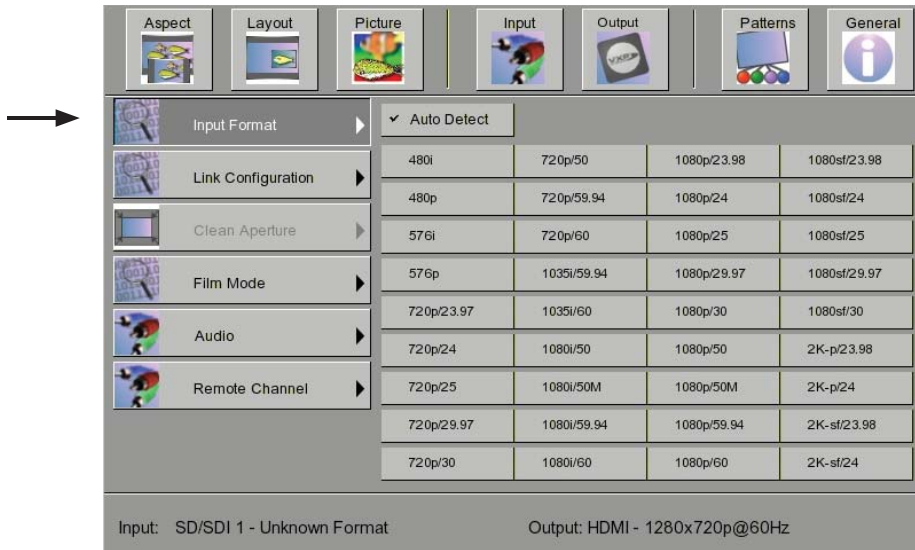 Aspect Layout Picture Input Output Patterns General
VXP
Input Format
Link Configuration
Clean Aperture
Film Mode
Audio
Remote Channel
✔ Auto Detect
480i 720p/50 1080p/23.98 1080sf/23.98
480p 720p/59.94 1080p/24 1080sf/24
576i 720p/60 1080p/25 1080sf/25
576p 1035i/59.94 1080p/29.97 1080sf/29.97
720p/23.97 1035i/60 1080p/30 1080sf/30
720p/24 1080i/50 1080p/50 2K-p/23.98
720p/25 1080i/50M 1080p/50M 2K-p/24
720p/29.97 1080i/59.94 1080p/59.94 2K-sf/23.98
720p/30 1080i/60 1080p/60 2K-sf/24
Input: SD/SDI 1 - Unknown Format Output: HDMI - 1280x720p@60Hz